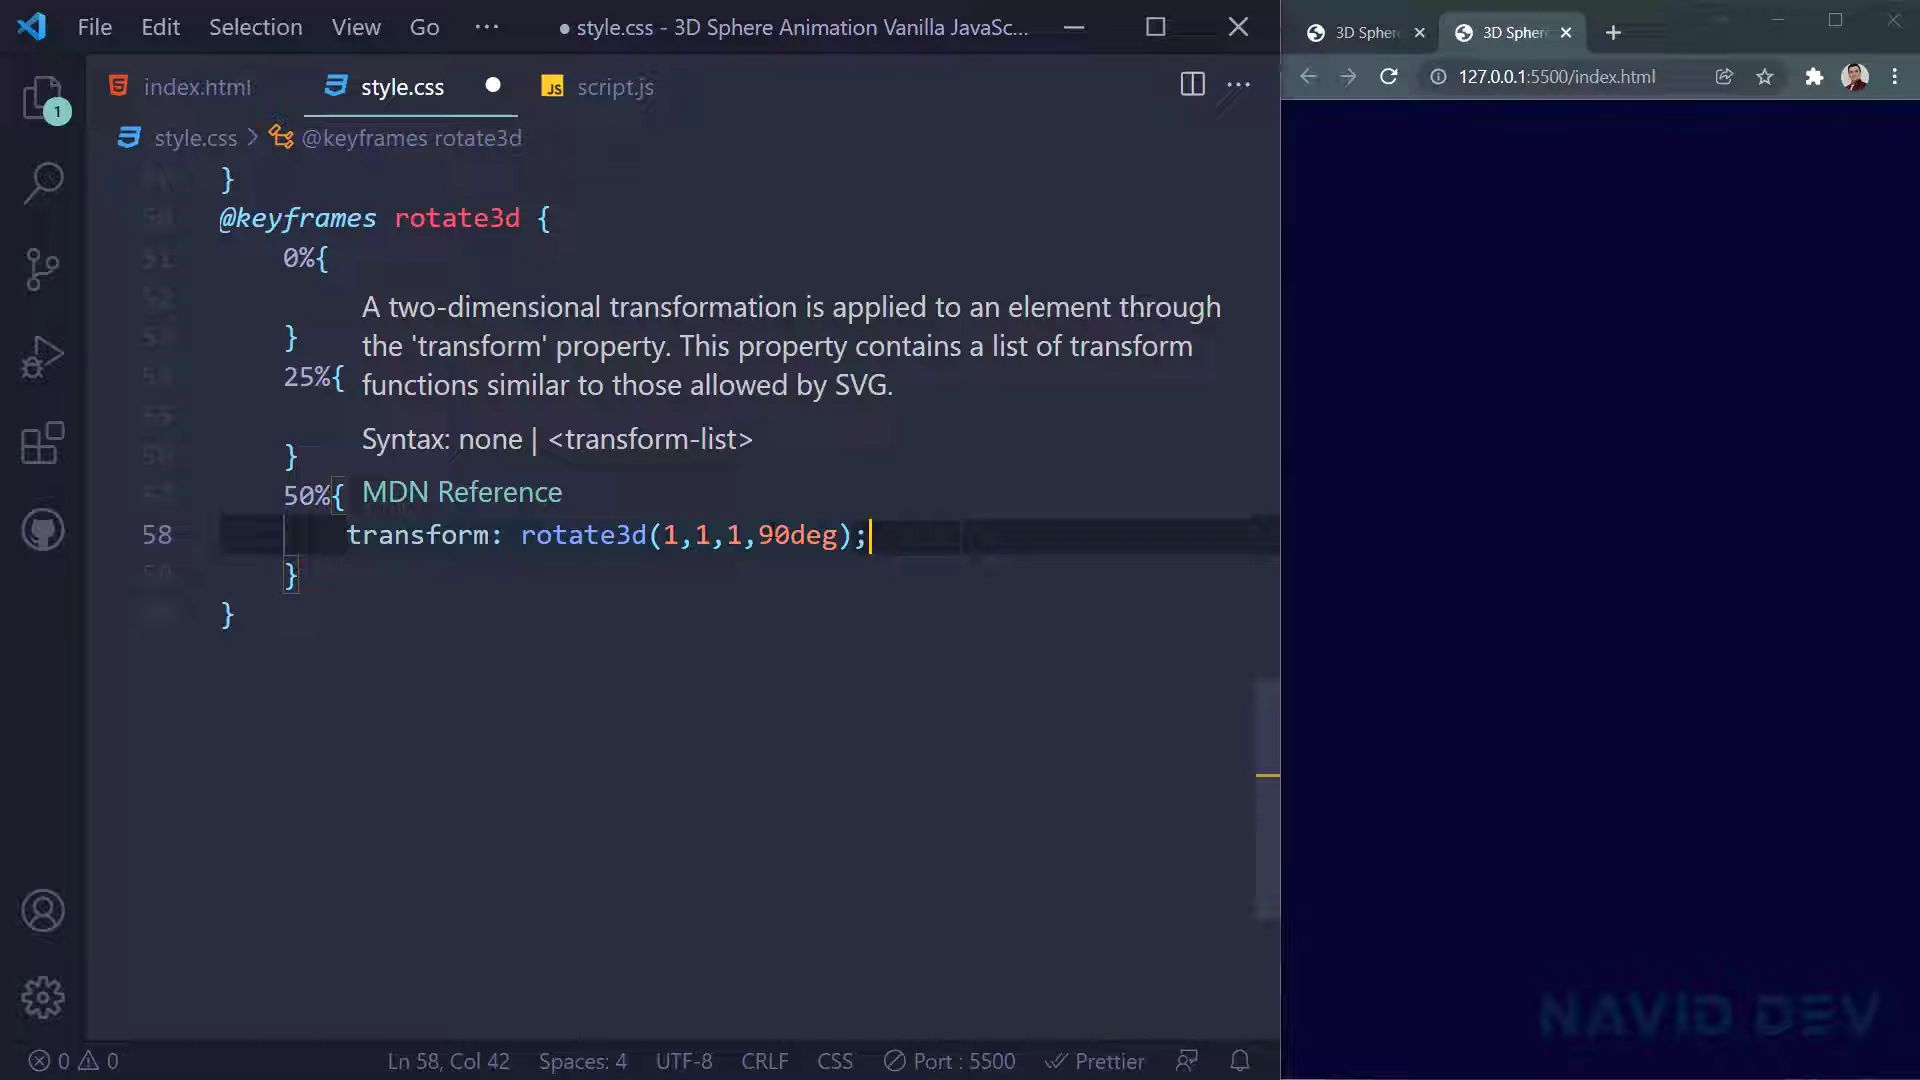 File Edit Selection View Go ··· ● style.css - 3D Sphere Animation Vanilla JavaSc...
index.html style.css ● JS script.js
style.css > @keyframes rotate3d
}
@keyframes rotate3d {
0%{
A two-dimensional transformation is applied to an element through
the 'transform' property. This property contains a list of transform
}
25%{ functions similar to those allowed by SVG.
Syntax: none | <transform-list>
}
50%{ MDN Reference
58 transform: rotate3d(1,1,1,90deg);
}
}
1
0 0 Ln 58, Col 42 Spaces: 4 UTF-8 CRLF CSS Port : 5500 Prettier
3D Spher 3D Spher
127.0.0.1:5500/index.html
NAVID DEV